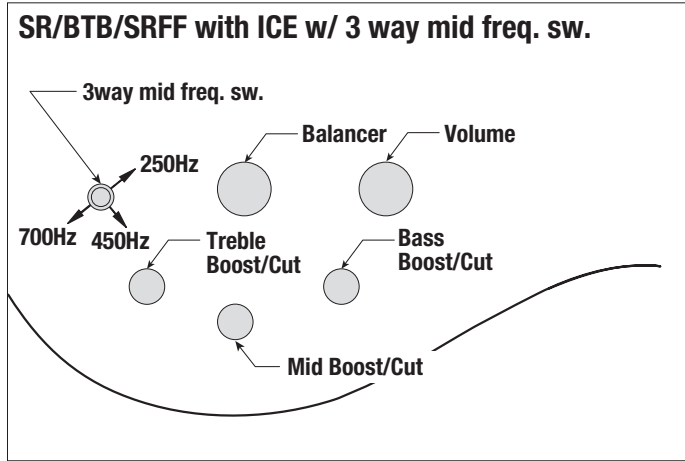 SR/BTB/SRFF with ICE w/ 3 way mid freq. sw.
3way mid freq. sw.
Balancer
Volume
250Hz
700Hz
450Hz
Treble
Boost/Cut
Bass
Boost/Cut
Mid Boost/Cut